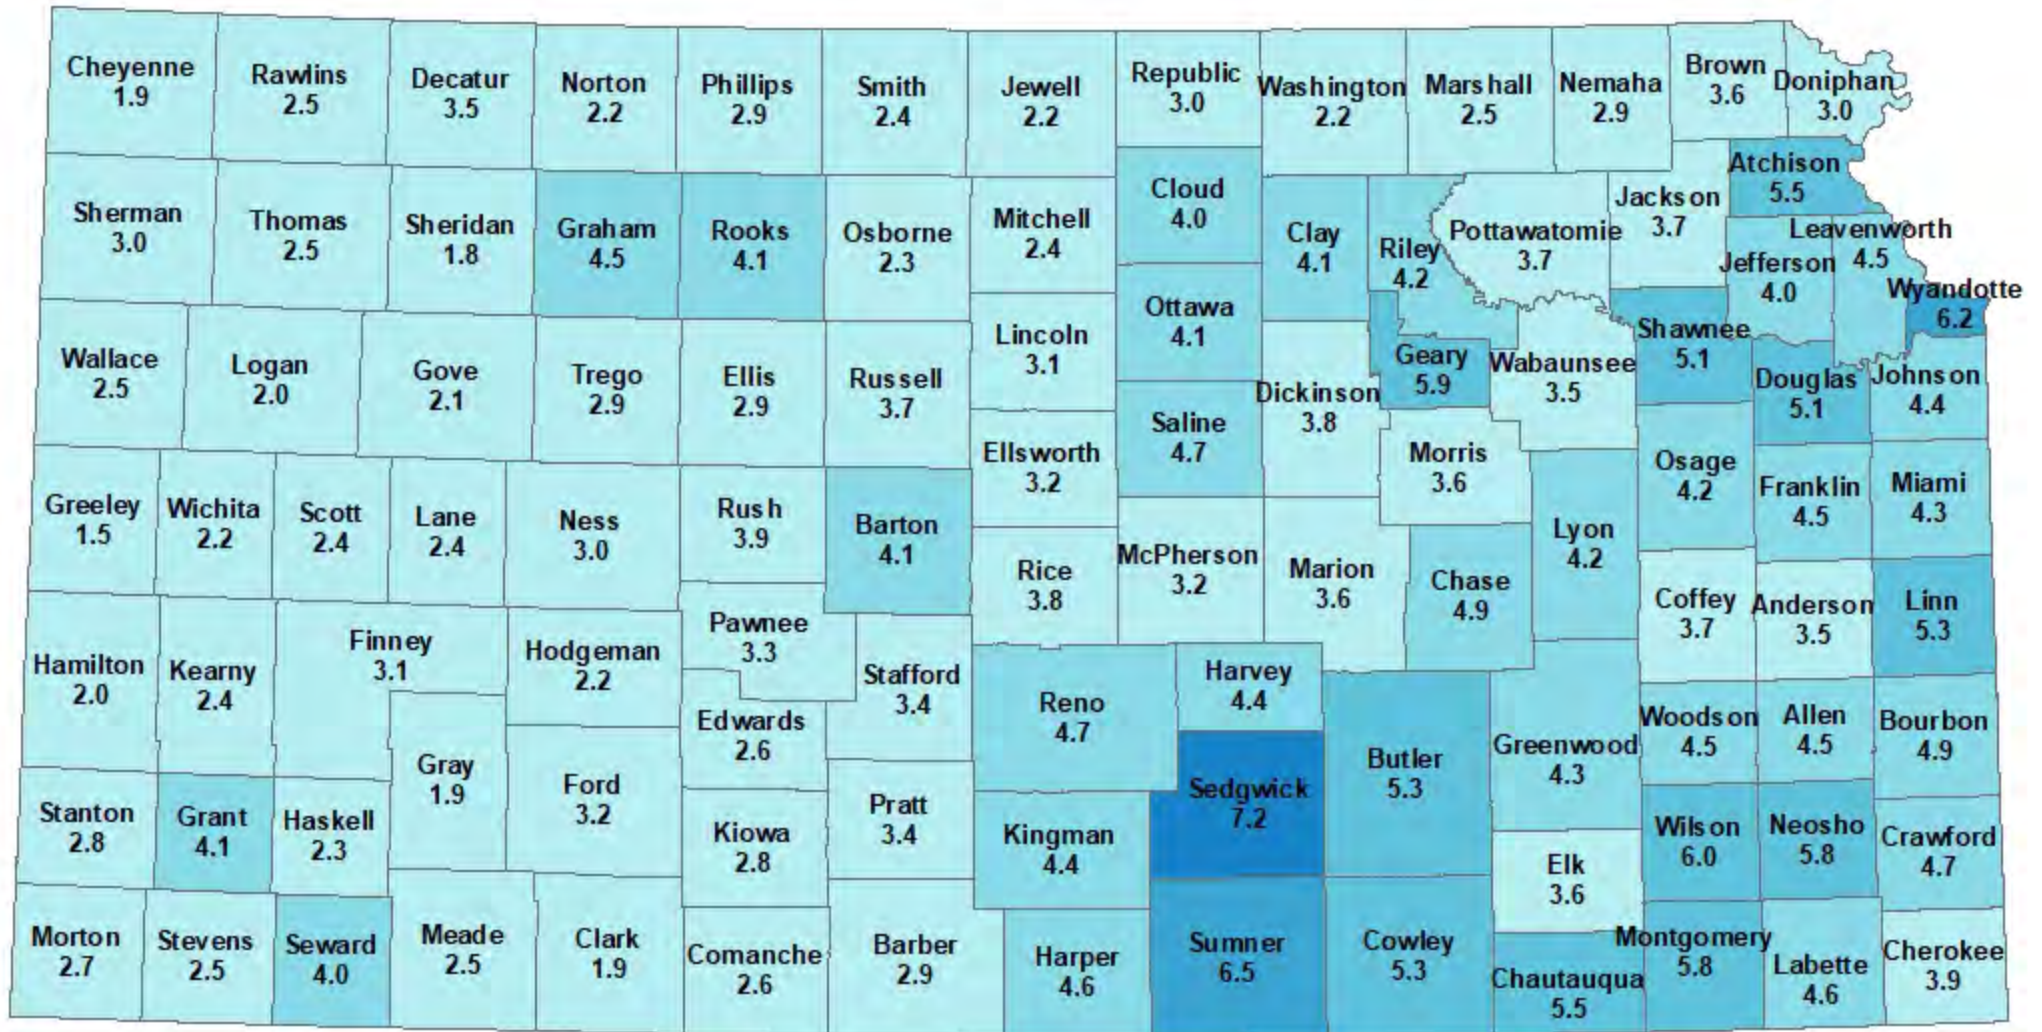 Cheyenne
1.9
Rawlins
2.5
Decatur
3.5
Norton
2.2
Phillips
2.9
Smith
2.4
Jewell
2.2
Republic
3.0
Washington
2.2
Marshall
2.5
Nemaha
2.9
Brown
3.6
Doniphan
3.0
Atchison
5.5
Sherman
3.0
Thomas
2.5
Sheridan
1.8
Graham
4.5
Rooks
4.1
Osborne
2.3
Mitchell
2.4
Cloud
4.0
Clay
4.1
Riley
4.2
Pottawatomie
3.7
Jackson
3.7
Jefferson
4.0
Leavenworth
4.5
Wyandotte
6.2
Wallace
2.5
Logan
2.0
Gove
2.1
Trego
2.9
Ellis
2.9
Russell
3.7
Lincoln
3.1
Ottawa
4.1
Dickinson
3.8
Geary
5.9
Wabaunsee
3.5
Shawnee
5.1
Douglas
5.1
Johnson
4.4
Saline
4.7
Ellsworth
3.2
Morris
3.6
Osage
4.2
Franklin
4.5
Miami
4.3
Greeley
1.5
Wichita
2.2
Scott
2.4
Lane
2.4
Ness
3.0
Rush
3.9
Barton
4.1
Rice
3.8
McPherson
3.2
Marion
3.6
Chase
4.9
Lyon
4.2
Coffey
3.7
Anderson
3.5
Linn
5.3
Hamilton
2.0
Kearny
2.4
Finney
3.1
Hodgeman
2.2
Pawnee
3.3
Stafford
3.4
Edwards
2.6
Reno
4.7
Harvey
4.4
Butler
5.3
Greenwood
4.3
Woodson
4.5
Allen
4.5
Bourbon
4.9
Gray
1.9
Ford
3.2
Kiowa
2.8
Pratt
3.4
Kingman
4.4
Sedgwick
7.2
Elk
3.6
Wilson
6.0
Neosho
5.8
Crawford
4.7
Stanton
2.8
Grant
4.1
Haskell
2.3
Morton
2.7
Stevens
2.5
Seward
4.0
Meade
2.5
Clark
1.9
Comanche
2.6
Barber
2.9
Harper
4.6
Sumner
6.5
Cowley
5.3
Chautauqua
5.5
Montgomery
5.8
Labette
4.6
Cherokee
3.9